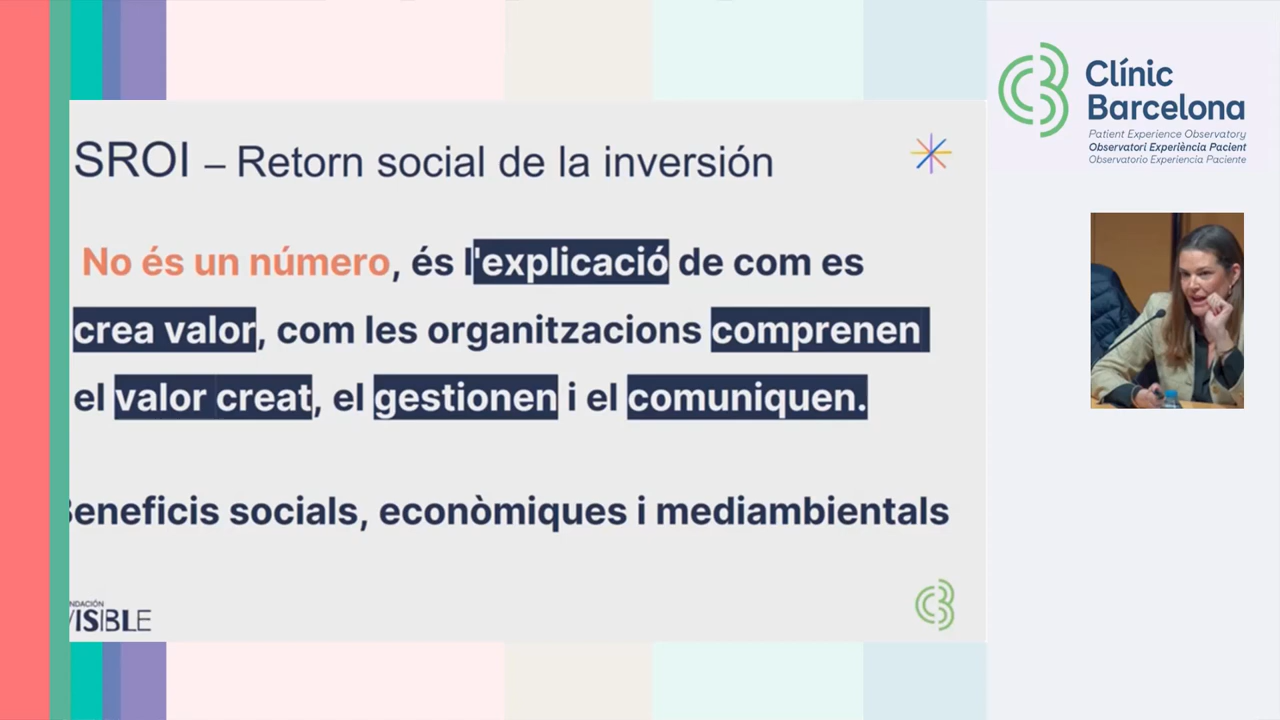 SROI – Retorn social de la inversión
No és un número, és l'explicació de com es
crea valor, com les organitzacions comprenen
el valor creat, el gestionen i el comuniquen.
Beneficis socials, econòmiques i mediambientals
VISIBLE
Clínic
Barcelona
Patient Experience Observatory
Observatori Experiència Pacient
Observatorio Experiencia Paciente